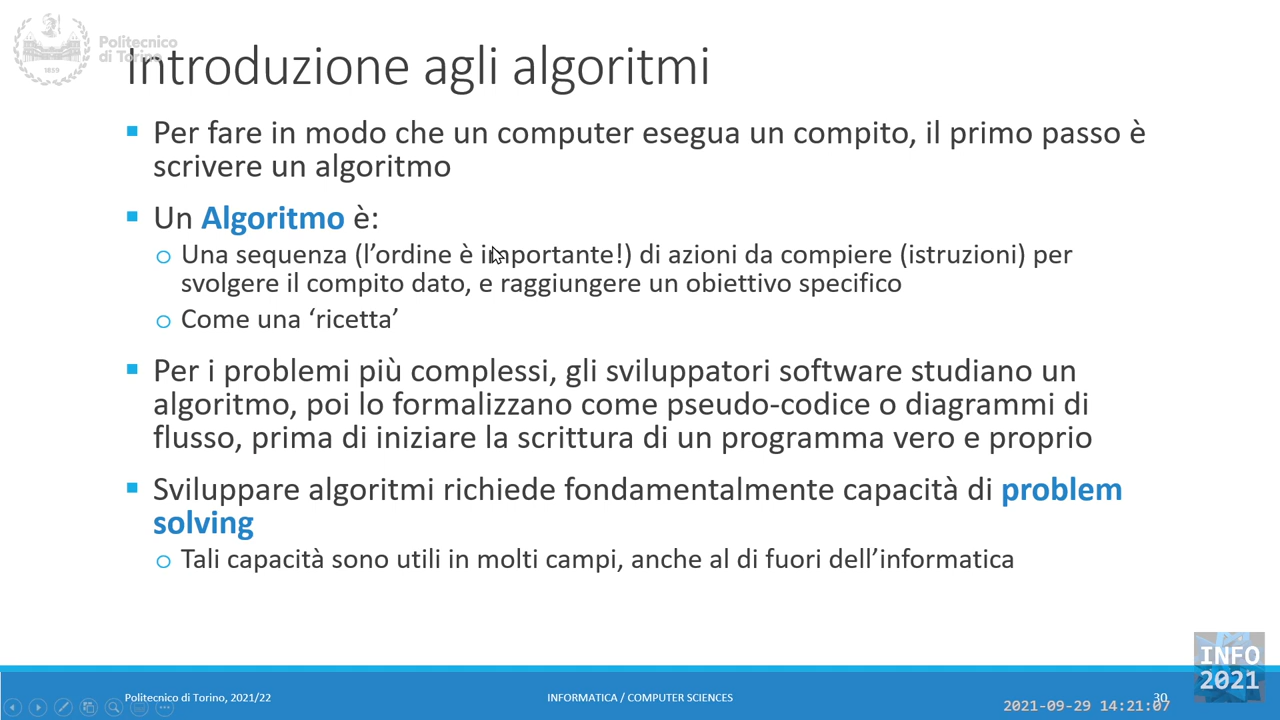 Politecnico
di Torino
1859
Introduzione agli algoritmi
Per fare in modo che un computer esegua un compito, il primo passo è
scrivere un algoritmo
Un Algoritmo è:
Una sequenza (l’ordine è importante!) di azioni da compiere (istruzioni) per
svolgere il compito dato, e raggiungere un obiettivo specifico
Come una ‘ricetta’
Per i problemi più complessi, gli sviluppatori software studiano un
algoritmo, poi lo formalizzano come pseudo-codice o diagrammi di
flusso, prima di iniziare la scrittura di un programma vero e proprio
Sviluppare algoritmi richiede fondamentalmente capacità di problem
solving
Tali capacità sono utili in molti campi, anche al di fuori dell’informatica
INFO
2021
Politecnico di Torino, 2021/22
INFORMATICA / COMPUTER SCIENCES
30
2021-09-29 14:21:07